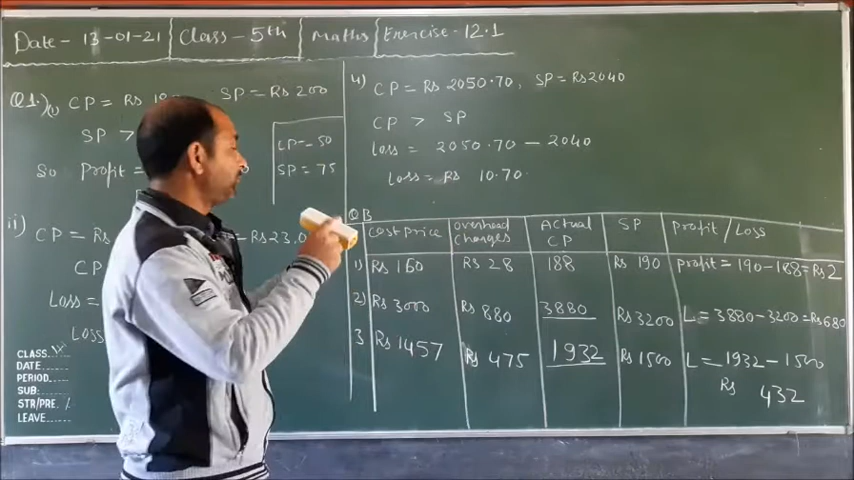 Date - 13-01-21 Class - 5th Maths Exercise - 12.1
Q1.) i) CP = Rs SP = Rs 200
SP >
So Profit =
CP = 50
SP = 75
ii) CP = Rs = Rs 23.0
CP
Loss
Loss
CLASS
DATE
PERIOD
SUB:
STR/PRE.
LEAVE
4) CP = Rs 2050.70, SP = Rs 2040
CP > SP
Loss = 2050.70 - 2040
Loss = Rs 10.70
QB
Cost Price Overhead Charges Actual CP SP Profit / Loss
1) Rs 160 Rs 28 188 Rs 190 Profit = 190-188 = Rs 2
2) Rs 3000 Rs 880 3880 Rs 3200 L = 3880-3200 = Rs 680
3 Rs 1457 Rs 475 1932 Rs 1500 L = 1932 - 1500
Rs 432